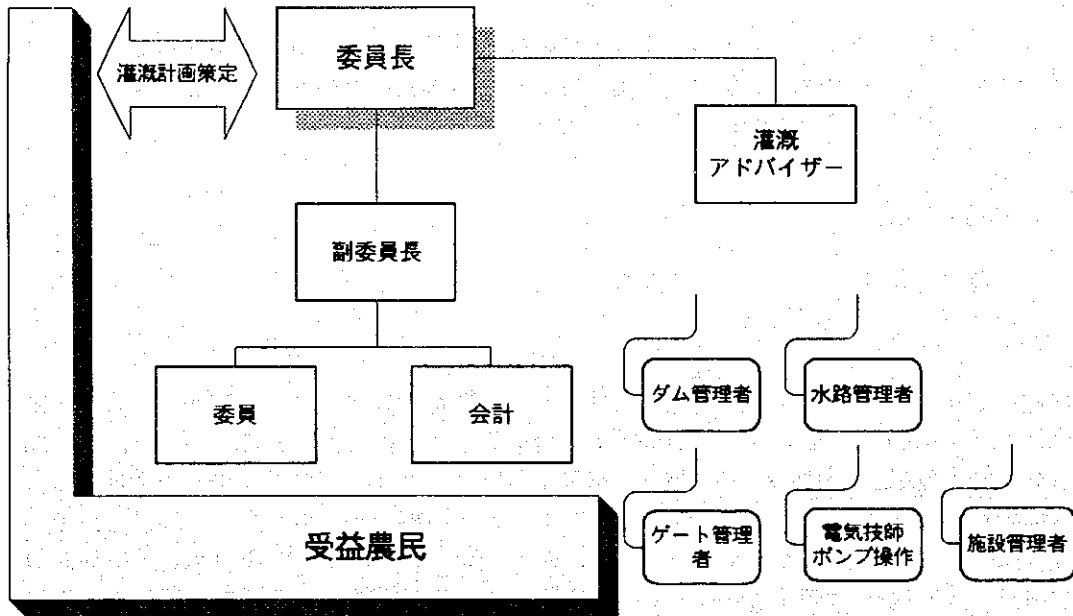 灌漑計画策定
委員長
灌漑
アドバイザー
副委員長
委員
会計
ダム管理者
水路管理者
ゲート管理
者
電気技師
ポンプ操作
施設管理者
受益農民